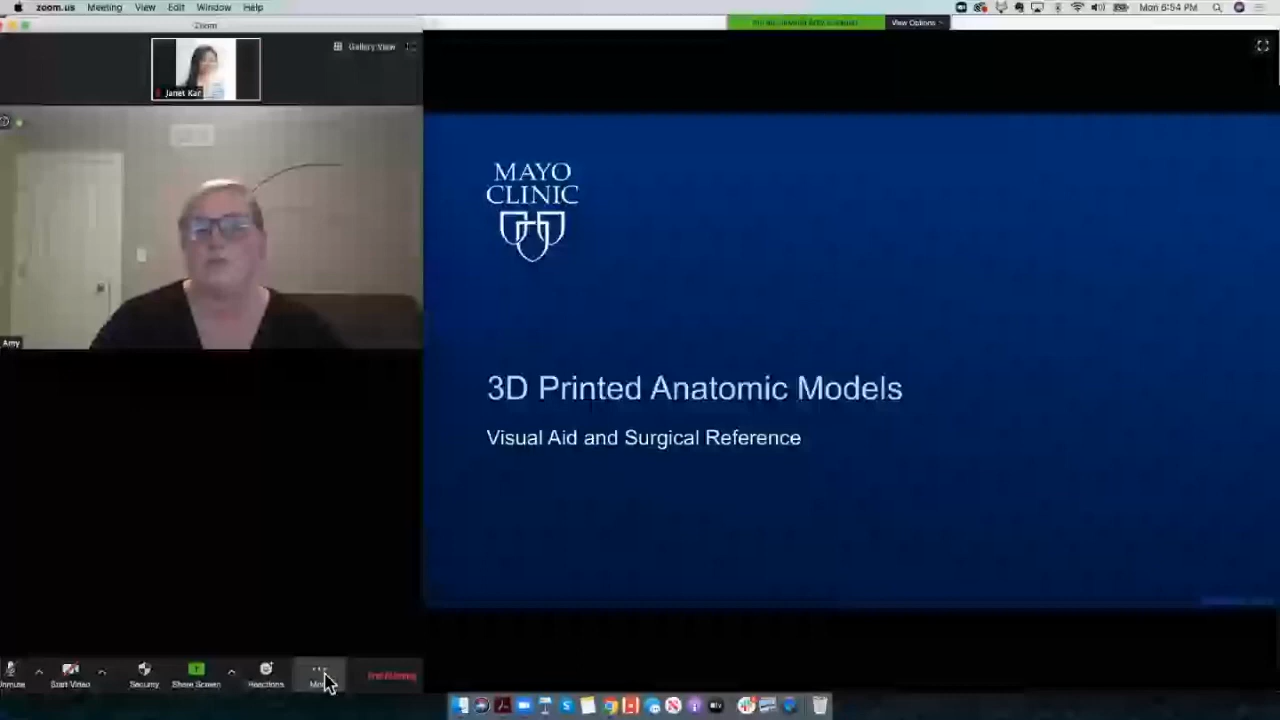 zoom.us Meeting View Edit Window Help
Mon 6:54 PM
Zoom
View Options
Gallery View
Janet Kar
Amy
MAYO
CLINIC
3D Printed Anatomic Models
Visual Aid and Surgical Reference
Start Video Security Share Screen Reactions